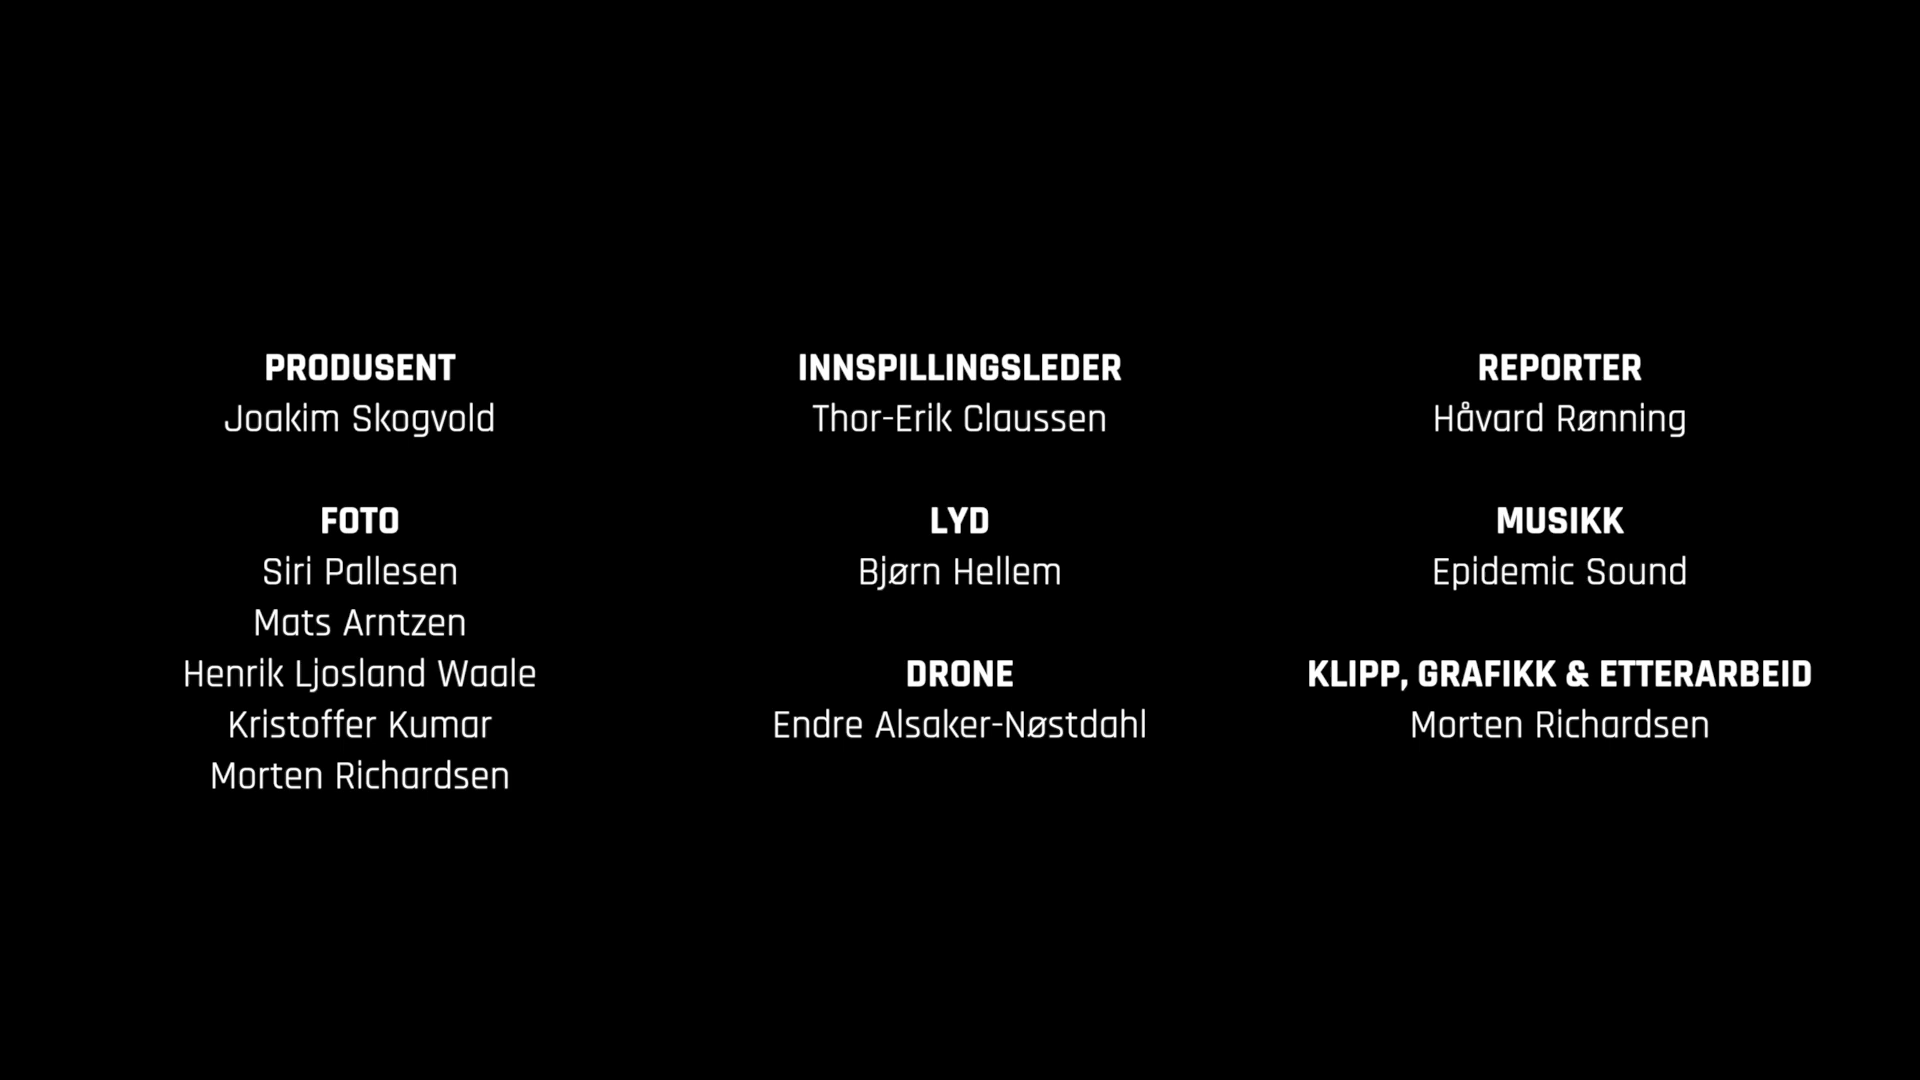 PRODUSENT
Joakim Skogvold
FOTO
Siri Pallesen
Mats Arntzen
Henrik Ljosland Waale
Kristoffer Kumar
Morten Richardsen
INNSPILLINGSLEDER
Thor-Erik Claussen
LYD
Bjørn Hellem
DRONE
Endre Alsaker-Nøstdahl
REPORTER
Håvard Rønning
MUSIKK
Epidemic Sound
KLIPP, GRAFIKK & ETTERARBEID
Morten Richardsen